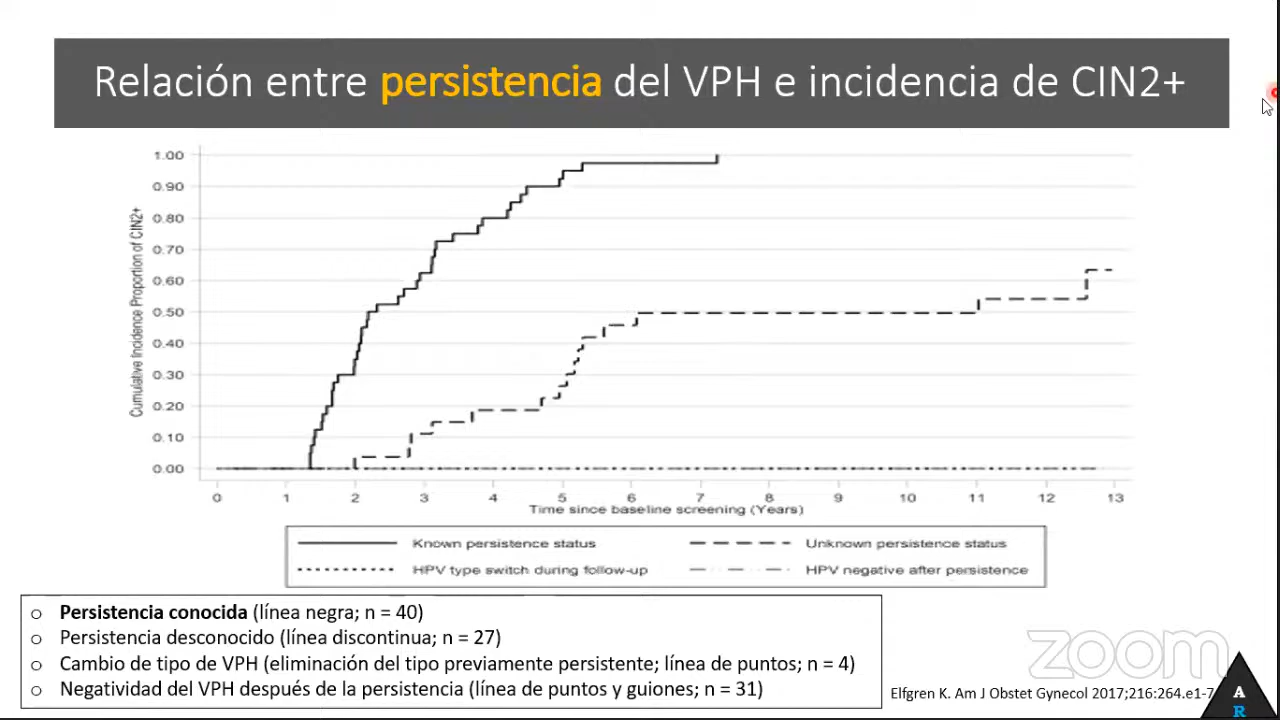 Relación entre persistencia del VPH e incidencia de CIN2+
Cumulative Incidence Proportion of CIN2+
1.00
0.90
0.80
0.70
0.60
0.50
0.40
0.30
0.20
0.10
0.00
0 1 2 3 4 5 6 7 8 9 10 11 12 13
Time since baseline screening (Years)
Known persistence status
Unknown persistence status
HPV type switch during follow-up
HPV negative after persistence
o Persistencia conocida (línea negra; n = 40)
o Persistencia desconocido (línea discontinua; n = 27)
o Cambio de tipo de VPH (eliminación del tipo previamente persistente; línea de puntos; n = 4)
o Negatividad del VPH después de la persistencia (línea de puntos y guiones; n = 31)
zoom
Elfgren K. Am J Obstet Gynecol 2017;216:264.e1-7
A
R